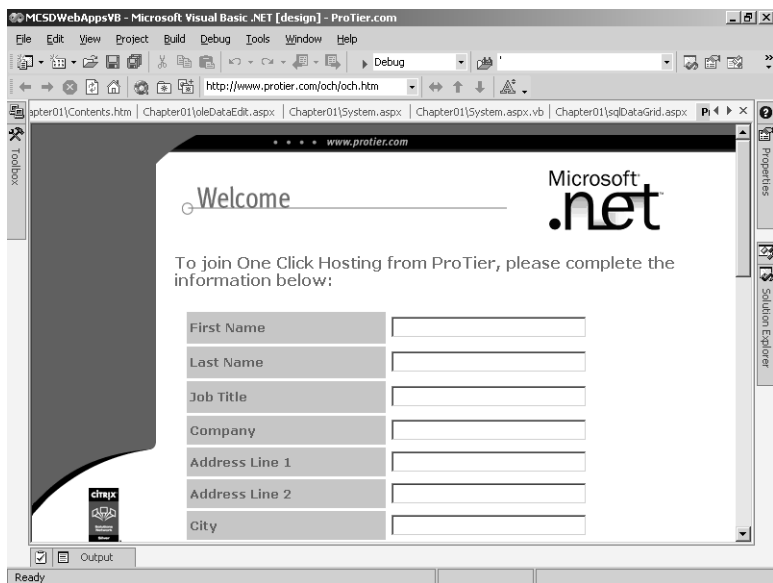 MCSDWebAppsVB - Microsoft Visual Basic .NET [design] - ProTier.com
File Edit View Project Build Debug Tools Window Help
Debug
http://www.protier.com/och/och.htm
apter01\Contents.htm Chapter01\oleDataEdit.aspx Chapter01\System.aspx Chapter01\System.aspx.vb Chapter01\sqlDataGrid.aspx
Toolbox
Properties
Solution Explorer
www.protier.com
Welcome
Microsoft
.net
To join One Click Hosting from ProTier, please complete the
information below:
First Name
Last Name
Job Title
Company
Address Line 1
Address Line 2
City
CITRIX
Silver
Output
Ready